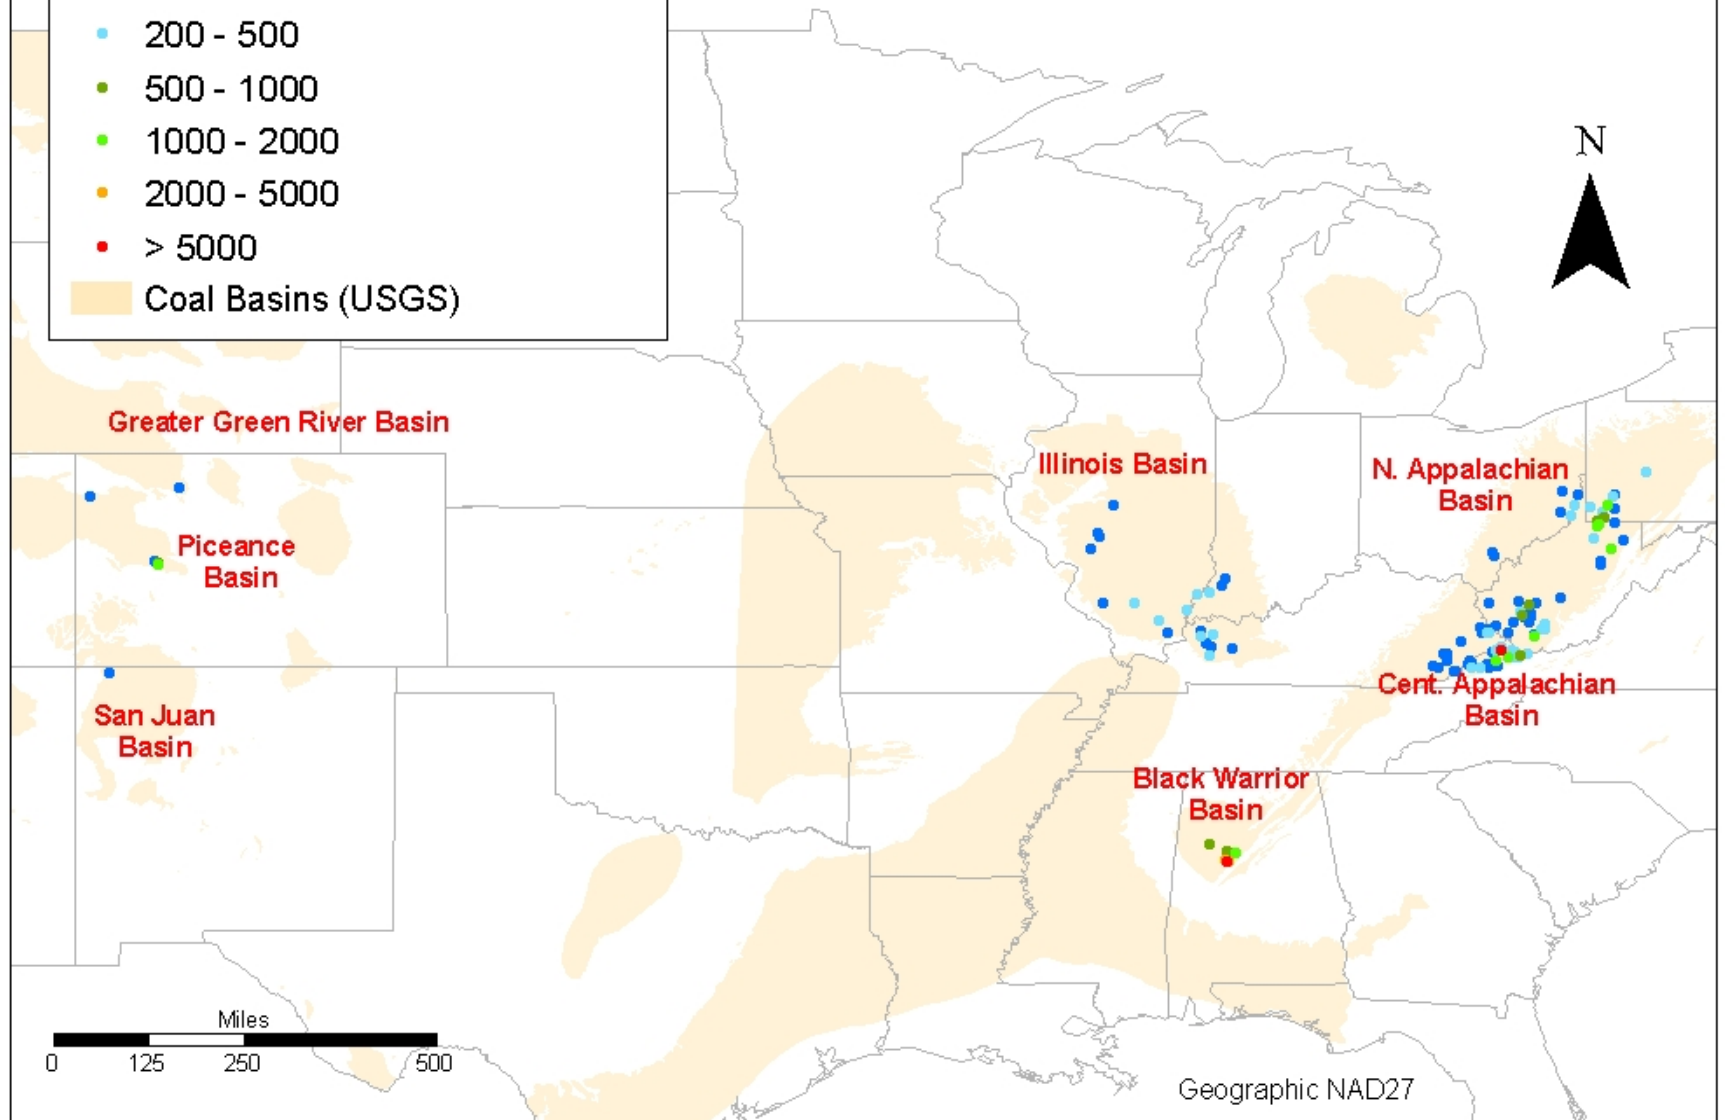 200 - 500
500 - 1000
1000 - 2000
2000 - 5000
> 5000
Coal Basins (USGS)
N
Greater Green River Basin
Illinois Basin
N. Appalachian
Basin
Piceance
Basin
Cent. Appalachian
Basin
San Juan
Basin
Black Warrior
Basin
Miles
0 125 250 500
Geographic NAD27